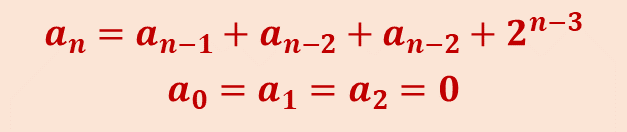 aₙ = aₙ₋₁ + aₙ₋₂ + aₙ₋₂ + 2ⁿ⁻³
a₀ = a₁ = a₂ = 0